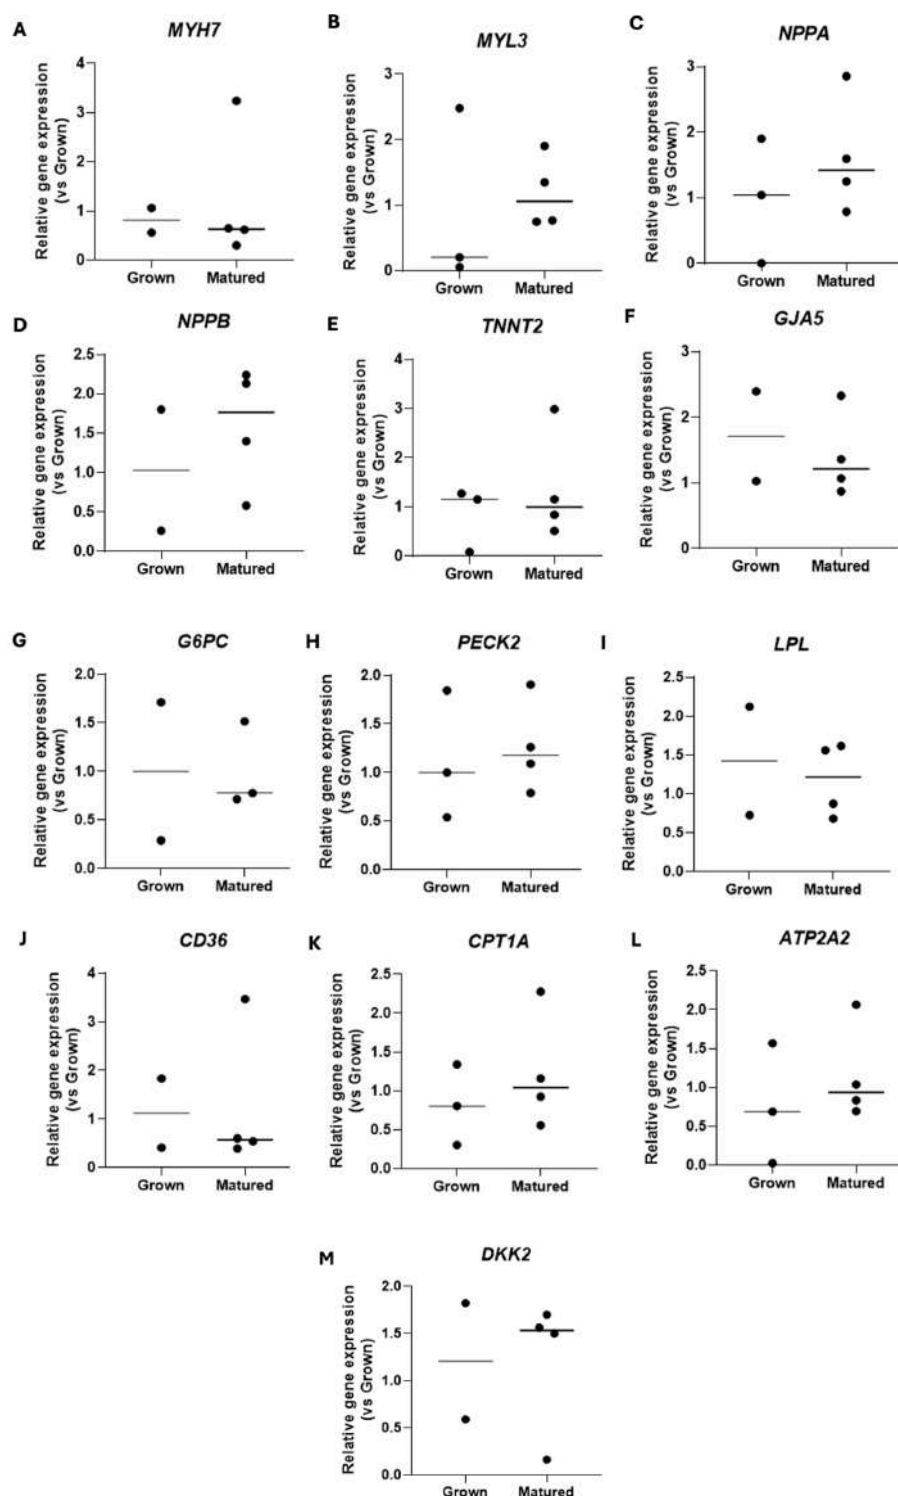 A
MYH7
Relative gene expression
(vs Grown)
4
3
2
1
0
Grown
Matured
B
MYL3
Relative gene expression
(vs Grown)
3
2
1
0
Grown
Matured
C
NPPA
Relative gene expression
(vs Grown)
3
2
1
0
Grown
Matured
D
NPPB
Relative gene expression
(vs Grown)
2.5
2.0
1.5
1.0
0.5
0.0
Grown
Matured
E
TNNT2
Relative gene expression
(vs Grown)
4
3
2
1
0
Grown
Matured
F
GJA5
Relative gene expression
(vs Grown)
3
2
1
0
Grown
Matured
G
G6PC
Relative gene expression
(vs Grown)
2.0
1.5
1.0
0.5
0.0
Grown
Matured
H
PECK2
Relative gene expression
(vs Grown)
2.0
1.5
1.0
0.5
0.0
Grown
Matured
I
LPL
Relative gene expression
(vs Grown)
2.5
2.0
1.5
1.0
0.5
0.0
Grown
Matured
J
CD36
Relative gene expression
(vs Grown)
4
3
2
1
0
Grown
Matured
K
CPT1A
Relative gene expression
(vs Grown)
2.5
2.0
1.5
1.0
0.5
0.0
Grown
Matured
L
ATP2A2
Relative gene expression
(vs Grown)
2.5
2.0
1.5
1.0
0.5
0.0
Grown
Matured
M
DKK2
Relative gene expression
(vs Grown)
2.0
1.5
1.0
0.5
0.0
Grown
Matured